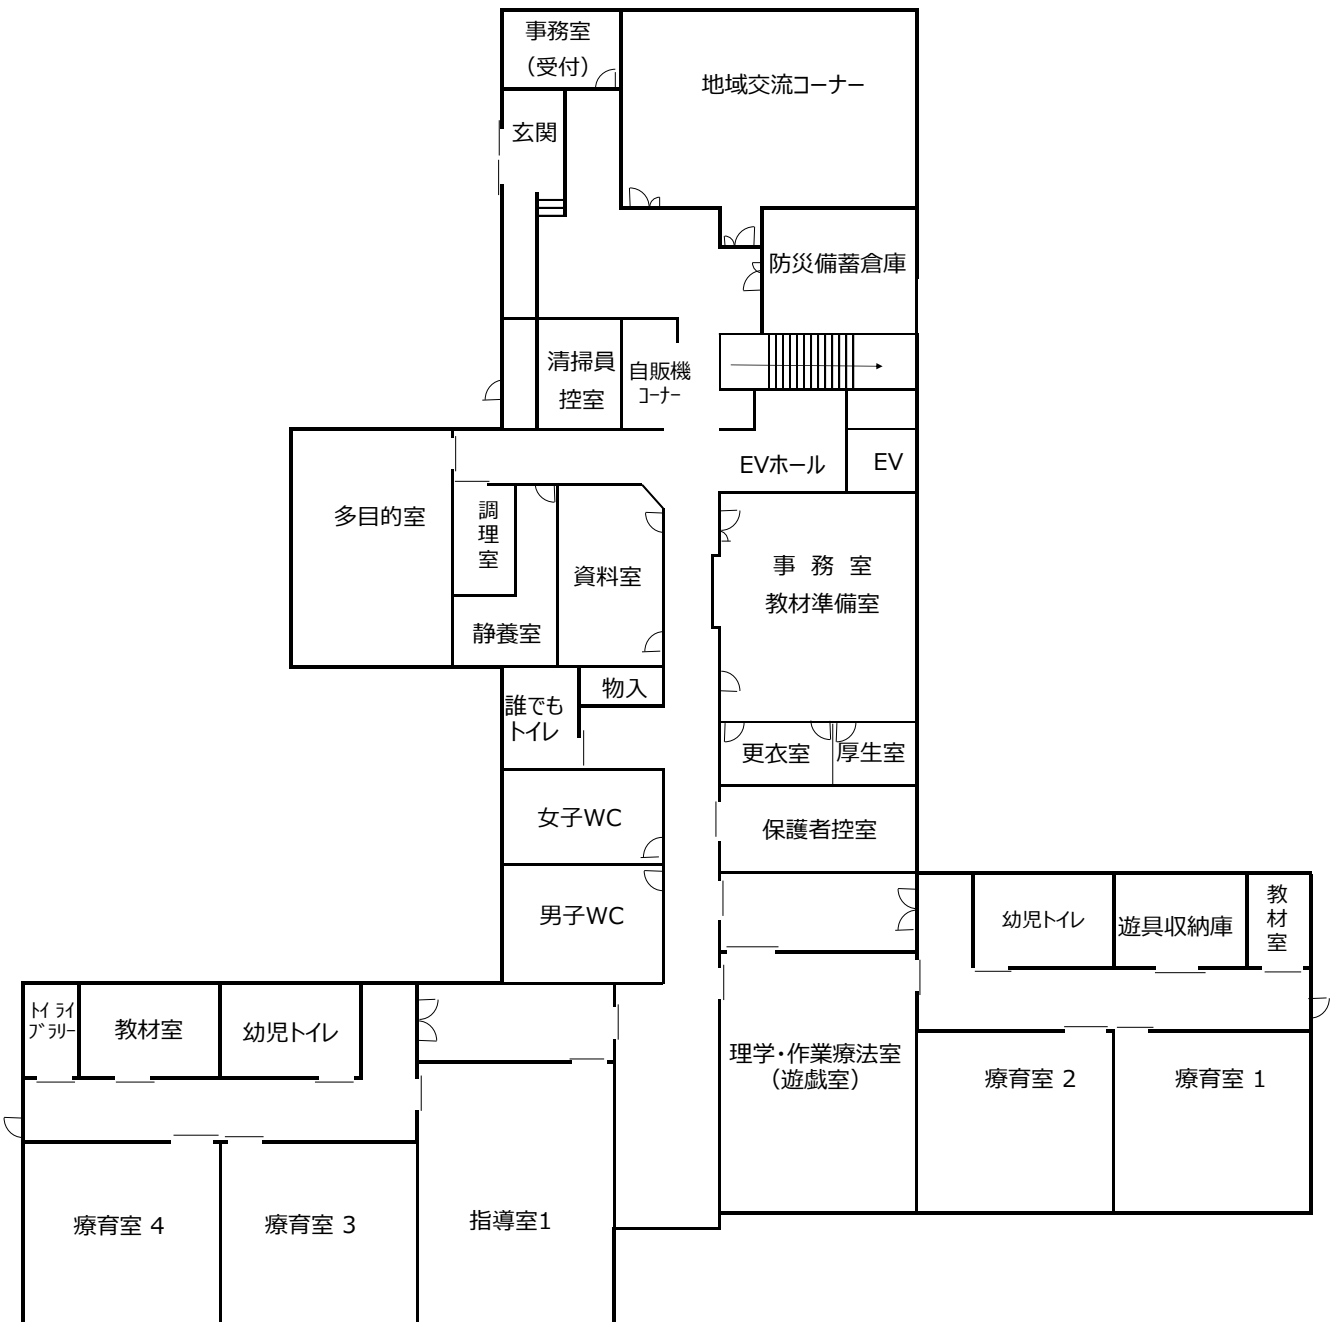 事務室
（受付）
地域交流コーナー
玄関
防災備蓄倉庫
清掃員
控室
自販機
コーナー
EVホール
EV
多目的室
調
理
室
資料室
静養室
事 務 室
教材準備室
物入
誰でも
トイレ
更衣室
厚生室
女子WC
保護者控室
男子WC
幼児トイレ
遊具収納庫
教
材
室
トイ ライ
ブラリー
教材室
幼児トイレ
理学・作業療法室
（遊戯室）
療育室 2
療育室 1
療育室 4
療育室 3
指導室1